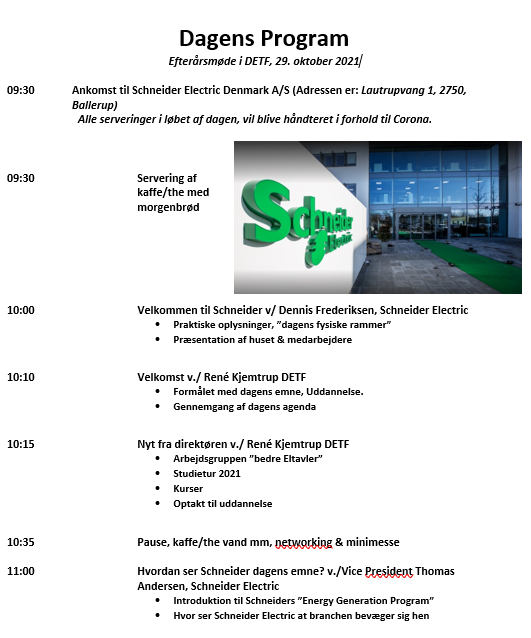 Dagens Program
Efterårsmøde i DETF, 29. oktober 2021
09:30 Ankomst til Schneider Electric Denmark A/S (Adressen er: Lautrupvang 1, 2750,
Ballerup)
Alle serveringer i løbet af dagen, vil blive håndteret i forhold til Corona.
09:30 Servering af
kaffe/the med
morgenbrød
Schneider
Electric
10:00 Velkommen til Schneider v/ Dennis Frederiksen, Schneider Electric
• Praktiske oplysninger, ”dagens fysiske rammer”
• Præsentation af huset & medarbejdere
10:10 Velkomst v./ René Kjemtrup DETF
• Formålet med dagens emne, Uddannelse.
• Gennemgang af dagens agenda
10:15 Nyt fra direktøren v./ René Kjemtrup DETF
• Arbejdsgruppen ”bedre Eltavler”
• Studietur 2021
• Kurser
• Optakt til uddannelse
10:35 Pause, kaffe/the vand mm, networking & minimesse
11:00 Hvordan ser Schneider dagens emne? v./Vice President Thomas
Andersen, Schneider Electric
• Introduktion til Schneiders ”Energy Generation Program”
• Hvor ser Schneider Electric at branchen bevæger sig hen